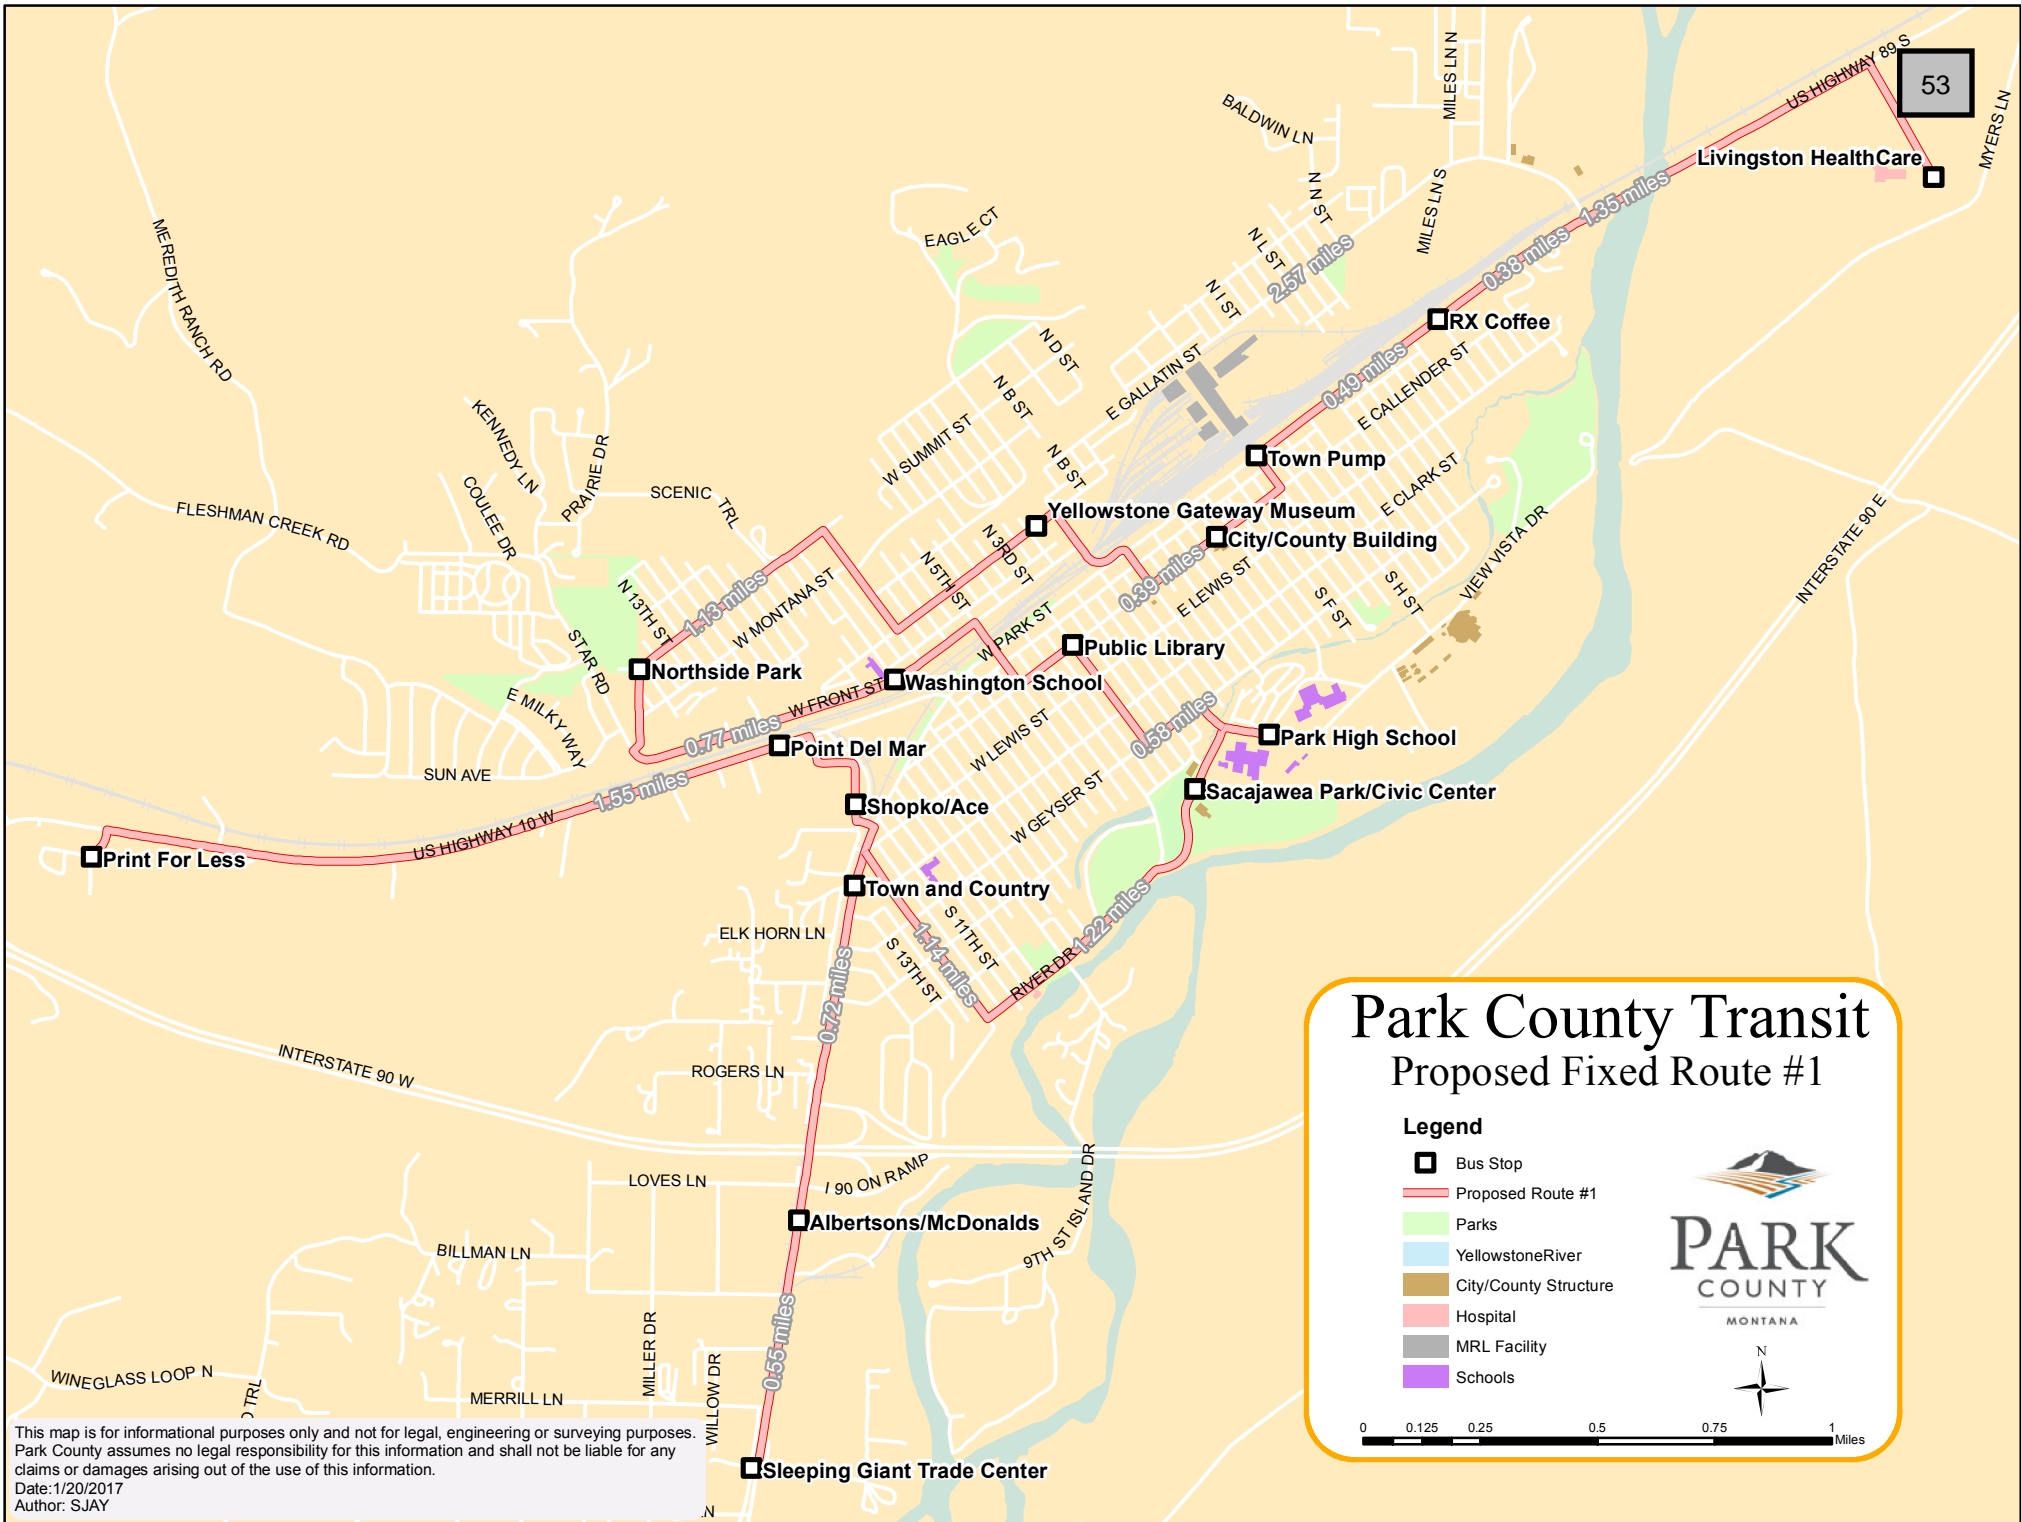 US HIGHWAY 89 S
53
MYERS LN
Livingston HealthCare
MILES LN N
BALDWIN LN
N N ST
MILES LN S
1.35 miles
0.38 miles
EAGLE CT
N L ST
2.57 miles
N I ST
RX Coffee
MEREDITH RANCH RD
N D ST
E GALLATIN ST
0.49 miles
E CALLENDER ST
N B ST
W SUMMIT ST
KENNEDY LN
PRAIRIE DR
COULEE DR
SCENIC TRL
N B ST
Town Pump
E CLARK ST
FLESHMAN CREEK RD
Yellowstone Gateway Museum
City/County Building
VIEW VISTA DR
INTERSTATE 90 E
N 3RD ST
N 5TH ST
0.39 miles
E LEWIS ST
S F ST
S H ST
1.13 miles
W MONTANA ST
N 13TH ST
W PARK ST
STAR RD
Northside Park
Public Library
Washington School
E MILKY WAY
W FRONT ST
0.77 miles
Point Del Mar
W LEWIS ST
0.58 miles
Park High School
SUN AVE
1.55 miles
Shopko/Ace
W GEYSER ST
Sacajawea Park/Civic Center
US HIGHWAY 10 W
Print For Less
Town and Country
S 11TH ST
S 13TH ST
1.14 miles
1.22 miles
RIVER DR
ELK HORN LN
0.72 miles
INTERSTATE 90 W
ROGERS LN
LOVES LN
I 90 ON RAMP
9TH ST ISLAND DR
Albertsons/McDonalds
BILLMAN LN
0.55 miles
MILLER DR
WILLOW DR
WINEGLASS LOOP N
MERRILL LN
TRL
Sleeping Giant Trade Center
Park County Transit
Proposed Fixed Route #1
Legend
Bus Stop
Proposed Route #1
Parks
YellowstoneRiver
City/County Structure
Hospital
MRL Facility
Schools
PARK
COUNTY
MONTANA
N
0 0.125 0.25 0.5 0.75 1
Miles
This map is for informational purposes only and not for legal, engineering or surveying purposes.
Park County assumes no legal responsibility for this information and shall not be liable for any
claims or damages arising out of the use of this information.
Date:1/20/2017
Author: SJAY